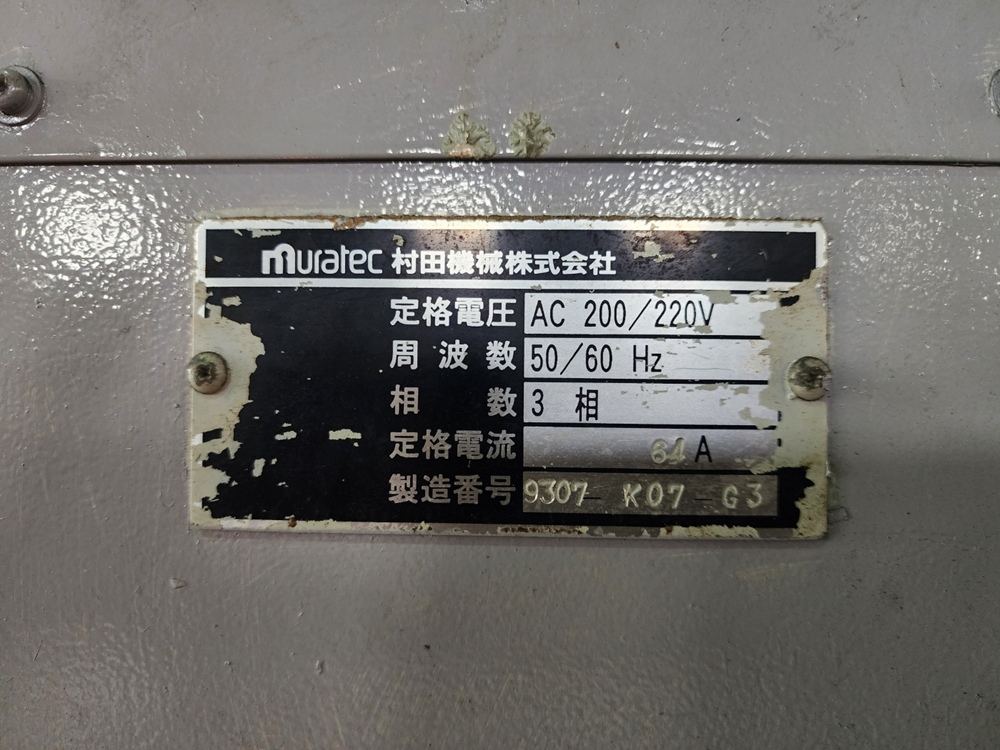 muratec 村田機械株式会社
定格電圧 AC 200/220V
周波数 50/60 Hz
相数 3 相
定格電流 64 A
製造番号 9307-K07-G3